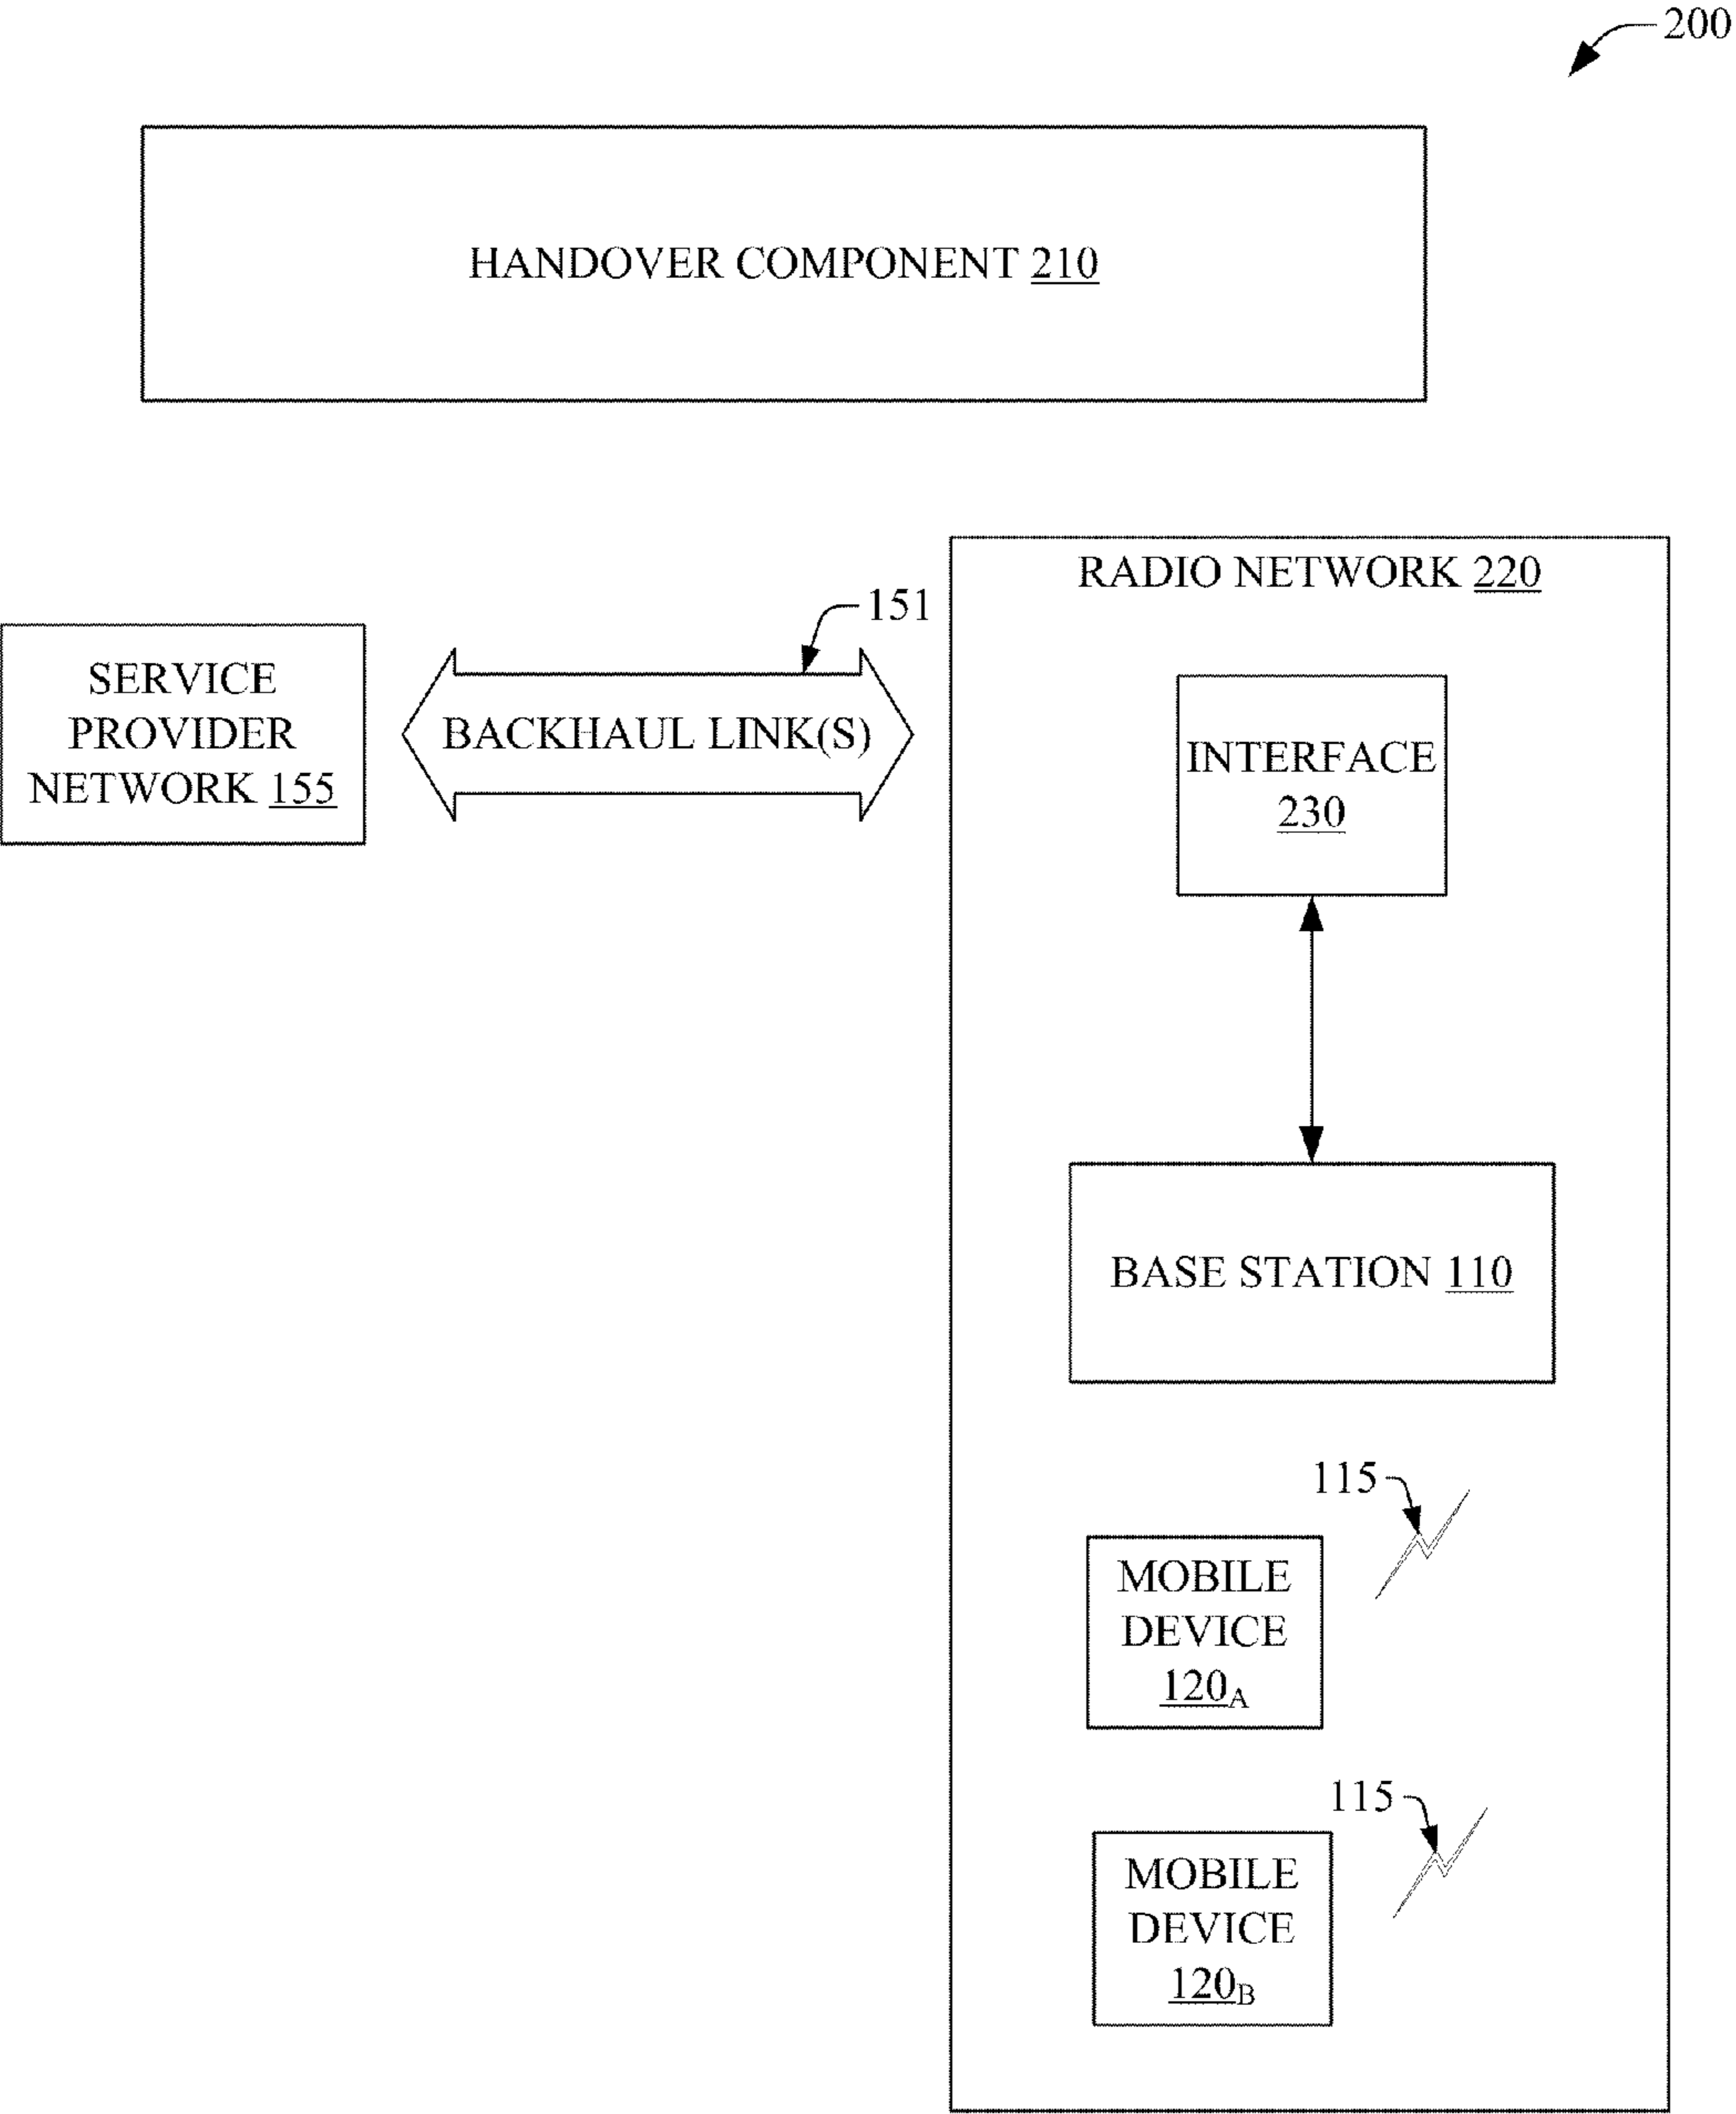 200
HANDOVER COMPONENT 210
RADIO NETWORK 220
151
SERVICE
PROVIDER
NETWORK 155
BACKHAUL LINK(S)
INTERFACE
230
BASE STATION 110
115
MOBILE
DEVICE
120A
115
MOBILE
DEVICE
120B